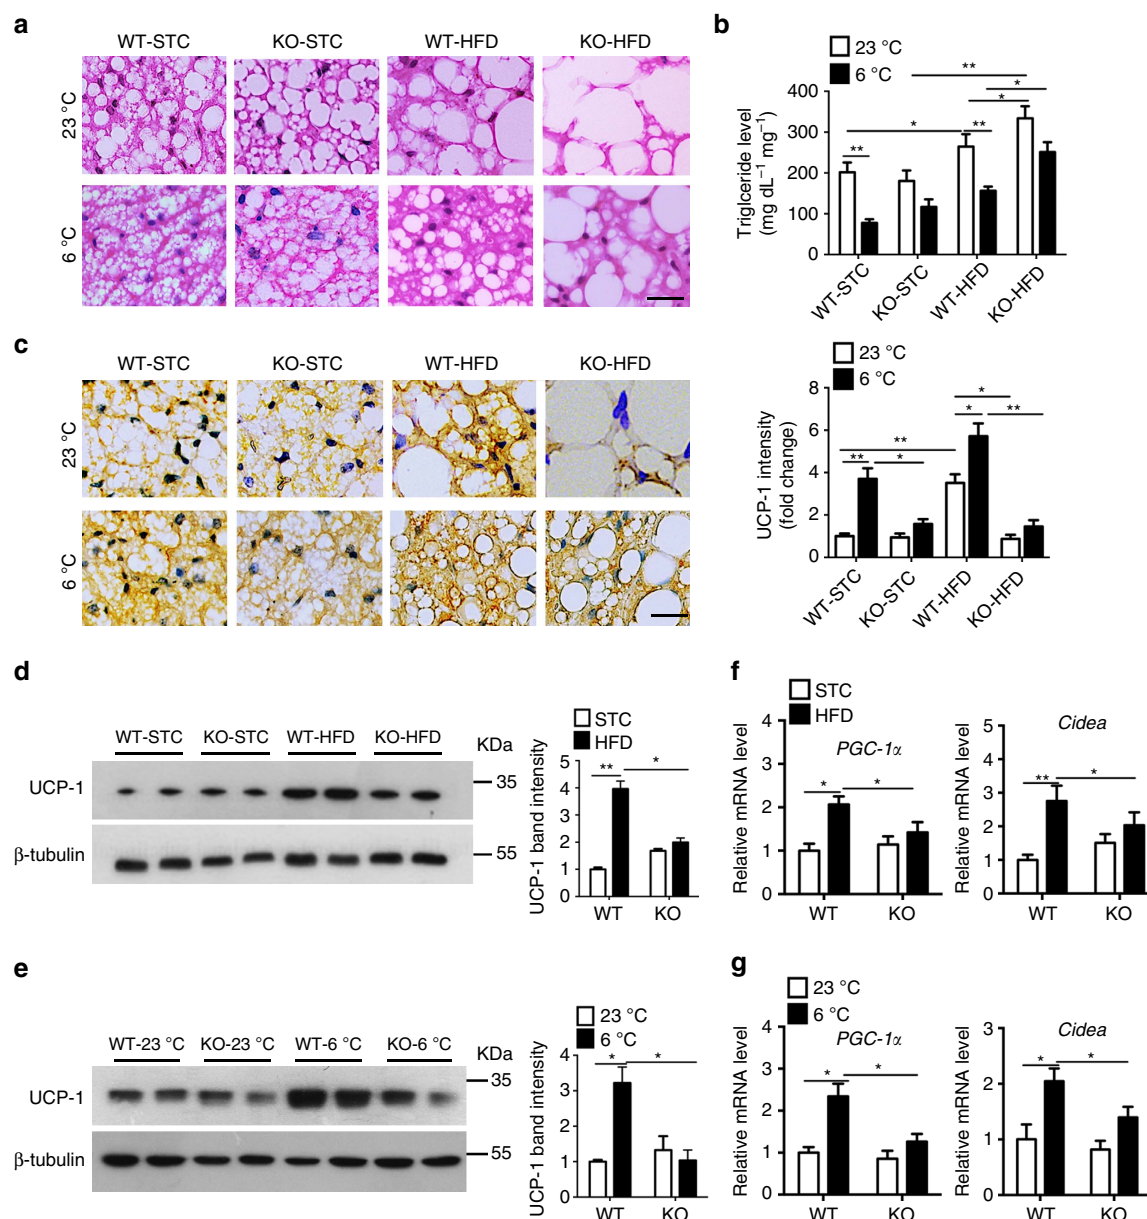 a
WT-STC KO-STC WT-HFD KO-HFD
23 °C
6 °C
b
23 °C
6 °C
Triglceride level
(mg dL−1 mg−1)
400
300
200
100
0
** * ** * * **
WT-STC KO-STC WT-HFD KO-HFD
c
WT-STC KO-STC WT-HFD KO-HFD
23 °C
6 °C
23 °C
6 °C
UCP-1 intensity
(fold change)
8
6
4
2
0
** * ** * * **
WT-STC KO-STC WT-HFD KO-HFD
d
WT-STC KO-STC WT-HFD KO-HFD
KDa
UCP-1
35
β-tubulin
55
STC
HFD
UCP-1 band intensity
5
4
3
2
1
0
** *
WT KO
e
WT-23 °C KO-23 °C WT-6 °C KO-6 °C
KDa
UCP-1
35
β-tubulin
55
23 °C
6 °C
UCP-1 band intensity
4
3
2
1
0
* *
WT KO
f
STC
HFD
PGC-1α
Relative mRNA level
4
3
2
1
0
* *
WT KO
Cidea
Relative mRNA level
5
4
3
2
1
0
** *
WT KO
g
23 °C
6 °C
PGC-1α
Relative mRNA level
4
3
2
1
0
* *
WT KO
Cidea
Relative mRNA level
3
2
1
0
* *
WT KO